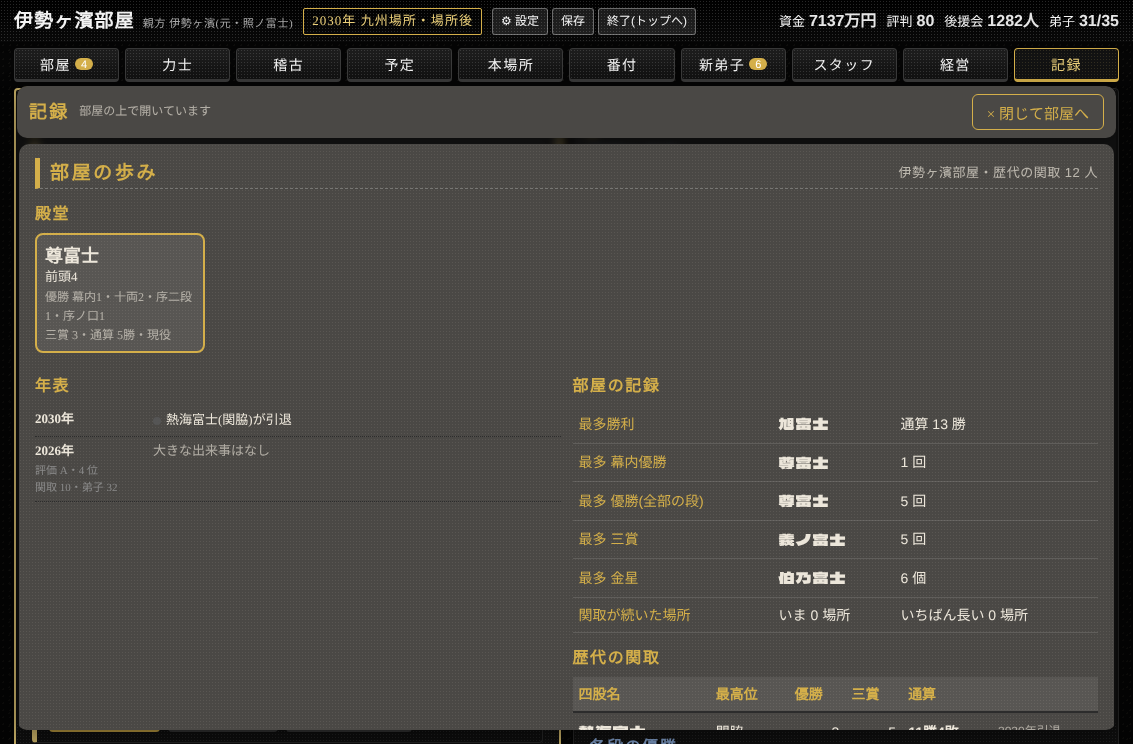 伊勢ヶ濱部屋 親方 伊勢ヶ濱(元・照ノ富士) 2030年 九州場所・場所後 ⚙ 設定 保存 終了(トップへ) 資金 7137万円 評判 80 後援会 1282人 弟子 31/35
部屋 4 力士 稽古 予定 本場所 番付 新弟子 6 スタッフ 経営 記録
記録 部屋の上で開いています × 閉じて部屋へ
部屋の歩み 伊勢ヶ濱部屋・歴代の関取 12 人
殿堂
尊富士
前頭4
優勝 幕内1・十両2・序二段
1・序ノ口1
三賞 3・通算 5勝・現役
年表
2030年 熱海富士(関脇)が引退
2026年 大きな出来事はなし
評価 A・4 位
関取 10・弟子 32
部屋の記録
最多勝利 旭富士 通算 13 勝
最多 幕内優勝 尊富士 1 回
最多 優勝(全部の段) 尊富士 5 回
最多 三賞 義ノ富士 5 回
最多 金星 伯乃富士 6 個
関取が続いた場所 いま 0 場所 いちばん長い 0 場所
歴代の関取
四股名 最高位 優勝 三賞 通算